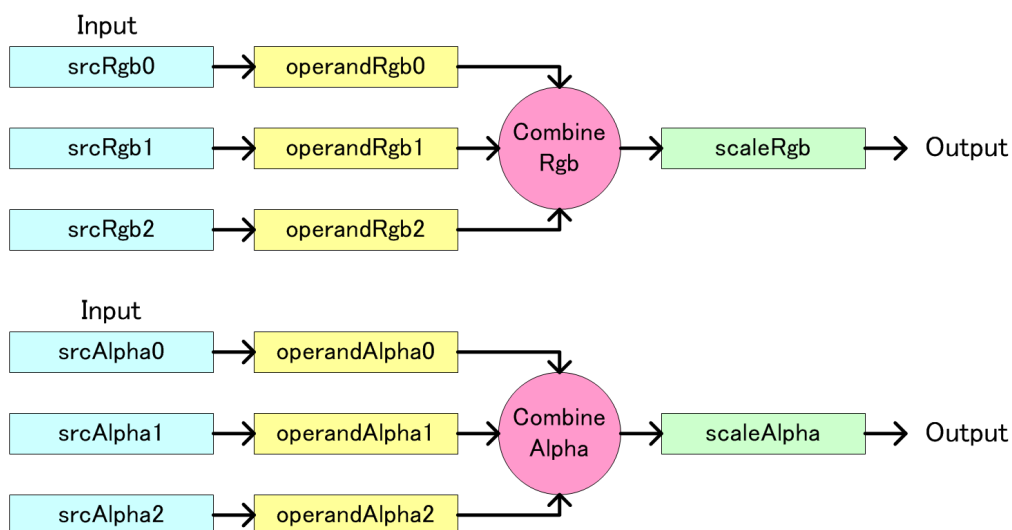 Input
srcRgb0
operandRgb0
srcRgb1
operandRgb1
Combine
Rgb
scaleRgb
Output
srcRgb2
operandRgb2
Input
srcAlpha0
operandAlpha0
srcAlpha1
operandAlpha1
Combine
Alpha
scaleAlpha
Output
srcAlpha2
operandAlpha2